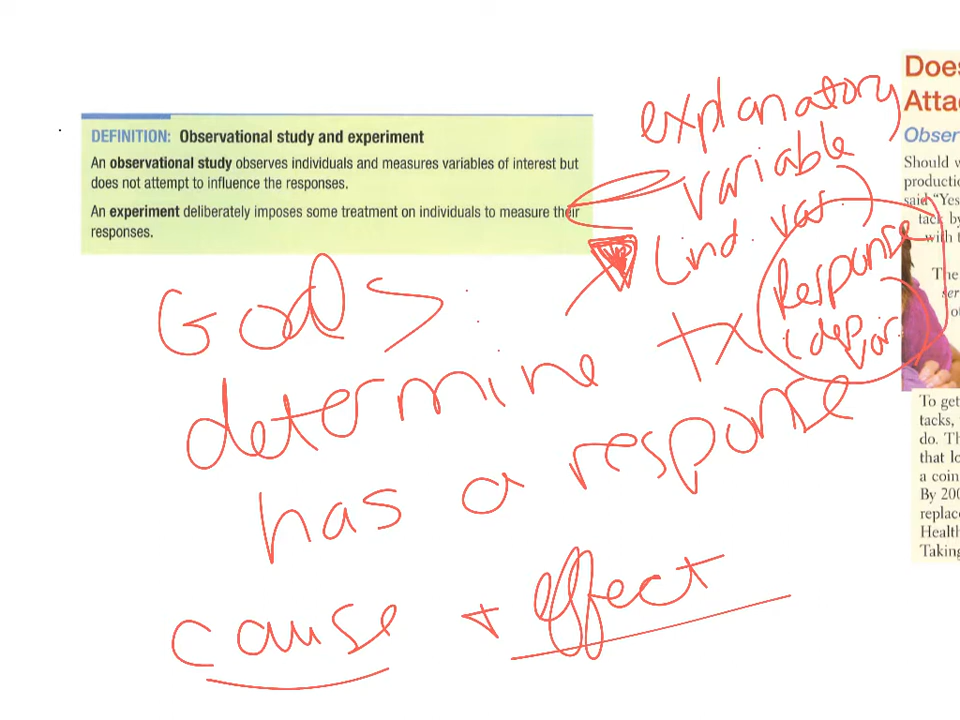 DEFINITION: Observational study and experiment
An observational study observes individuals and measures variables of interest but
does not attempt to influence the responses.
An experiment deliberately imposes some treatment on individuals to measure their
responses.
explanatory
variable
(ind. var.)
Response
(dep var.
Goals
determine tx
has a response
cause + effect
Does
Atta
Obser
Should w
productio
said "Yes
tack by
with t
The
ser
of
To get
tacks,
do. Th
that lo
a coin
By 200
replac
Health
Taking